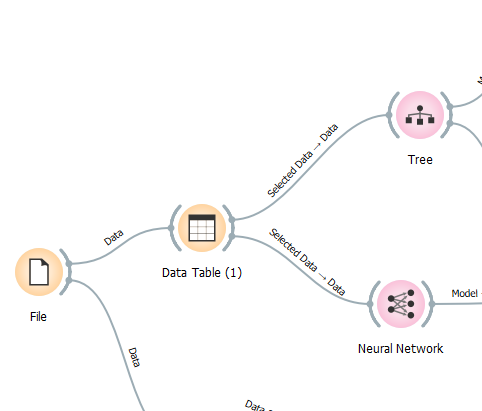 Selected Data → Data
Tree
Data
Data Table (1)
Selected Data → Data
File
Model
Neural Network
Data
Data